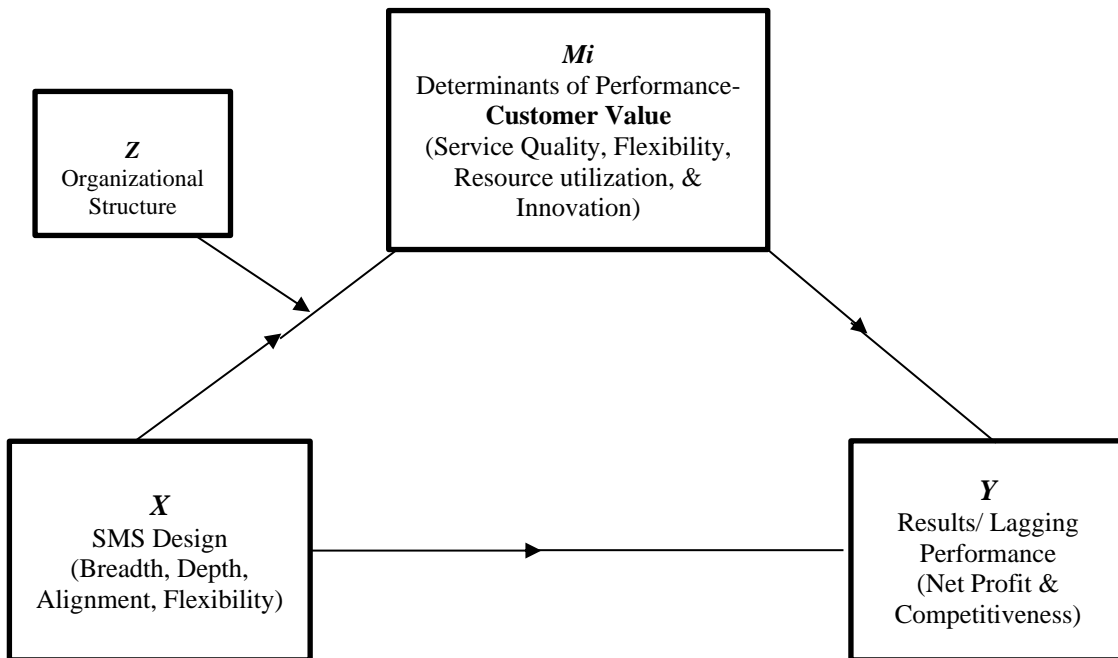 Mi
Determinants of Performance-
Customer Value
(Service Quality, Flexibility,
Resource utilization, &
Innovation)
Z
Organizational
Structure
X
SMS Design
(Breadth, Depth,
Alignment, Flexibility)
Y
Results/ Lagging
Performance
(Net Profit &
Competitiveness)